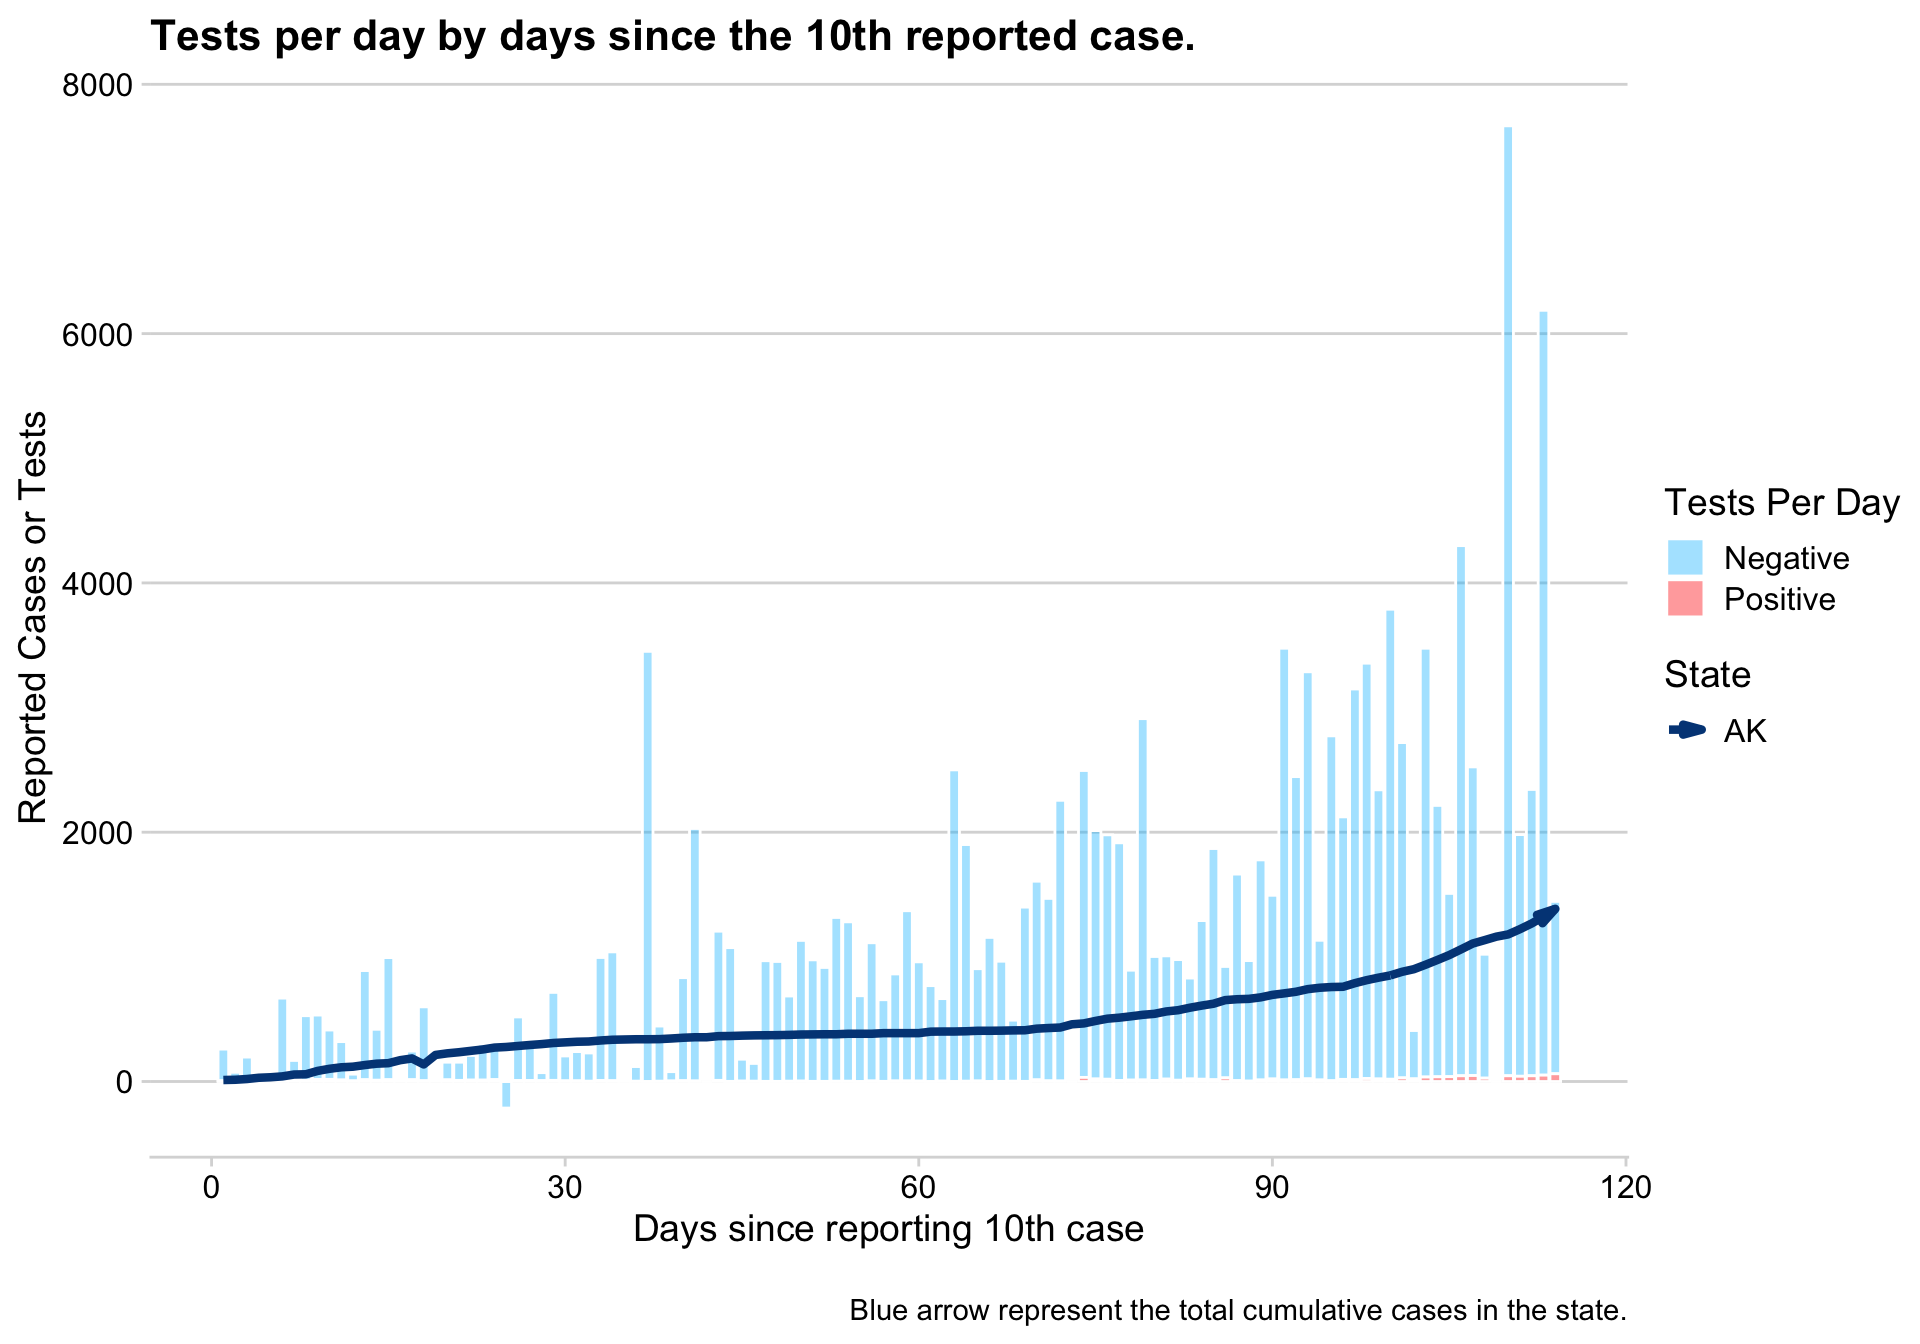 Tests per day by days since the 10th reported case.
8000
6000
4000
2000
0
Reported Cases or Tests
0 30 60 90 120
Days since reporting 10th case
Tests Per Day
Negative
Positive
State
AK
Blue arrow represent the total cumulative cases in the state.